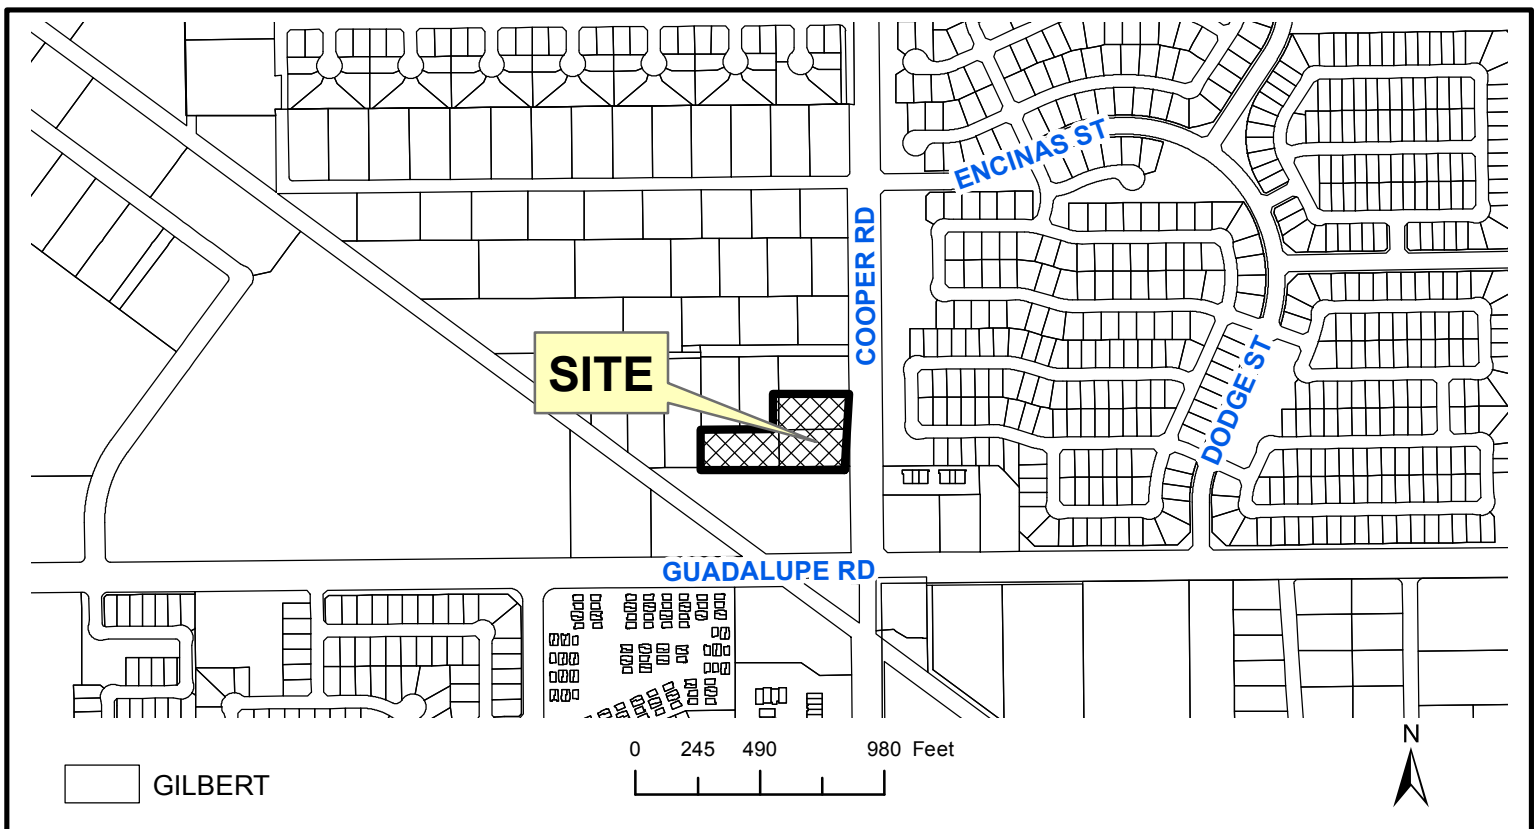 ENCINAS ST
COOPER RD
SITE
DODGE ST
GUADALUPE RD
0 245 490 980 Feet
N
GILBERT